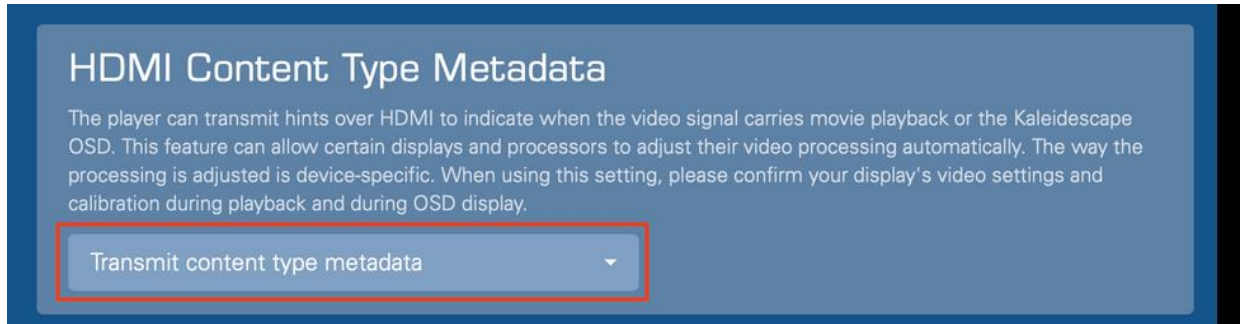 HDMI Content Type Metadata
The player can transmit hints over HDMI to indicate when the video signal carries movie playback or the Kaleidescape
OSD. This feature can allow certain displays and processors to adjust their video processing automatically. The way the
processing is adjusted is device-specific. When using this setting, please confirm your display's video settings and
calibration during playback and during OSD display.
Transmit content type metadata